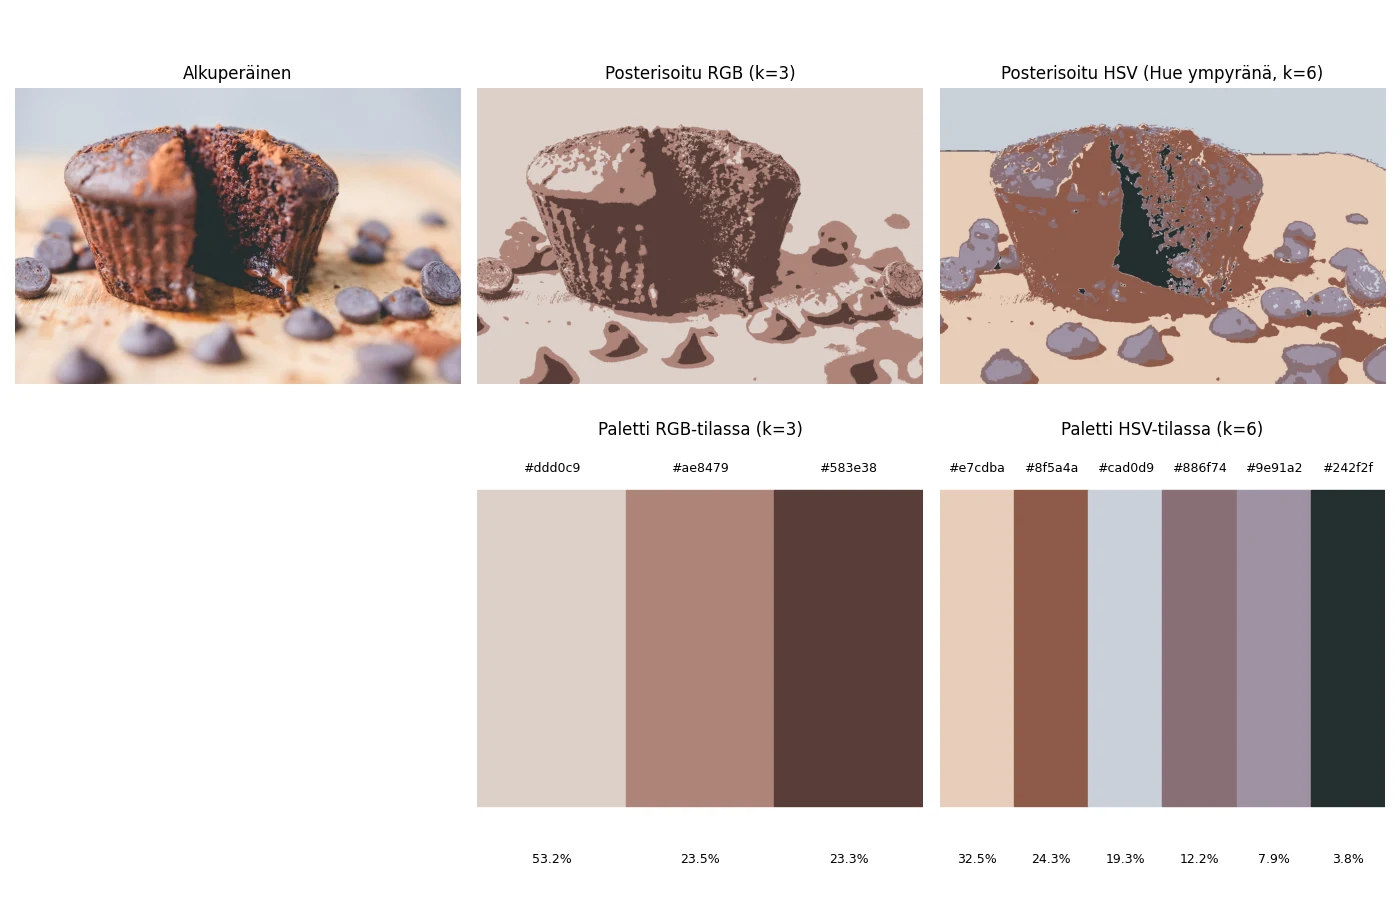 Alkuperäinen
Posterisoitu RGB (k=3)
Posterisoitu HSV (Hue ympyränä, k=6)
Paletti RGB-tilassa (k=3)
#ddd0c9 #ae8479 #583e38
53.2% 23.5% 23.3%
Paletti HSV-tilassa (k=6)
#e7cdba #8f5a4a #cad0d9 #886f74 #9e91a2 #242f2f
32.5% 24.3% 19.3% 12.2% 7.9% 3.8%